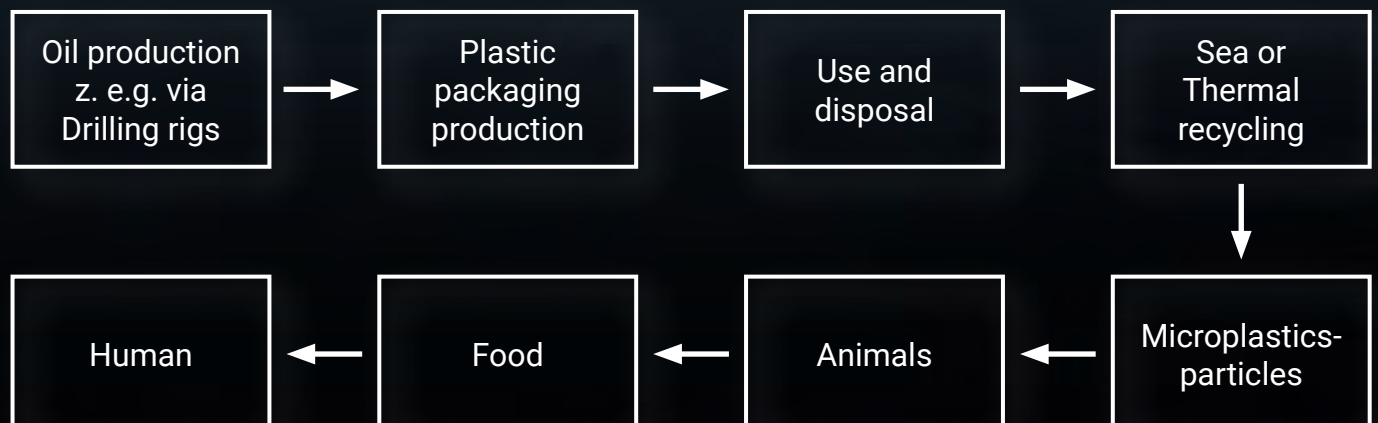 Oil production
z. e.g. via
Drilling rigs
Plastic
packaging
production
Use and
disposal
Sea or
Thermal
recycling
Human
Food
Animals
Microplastics-
particles